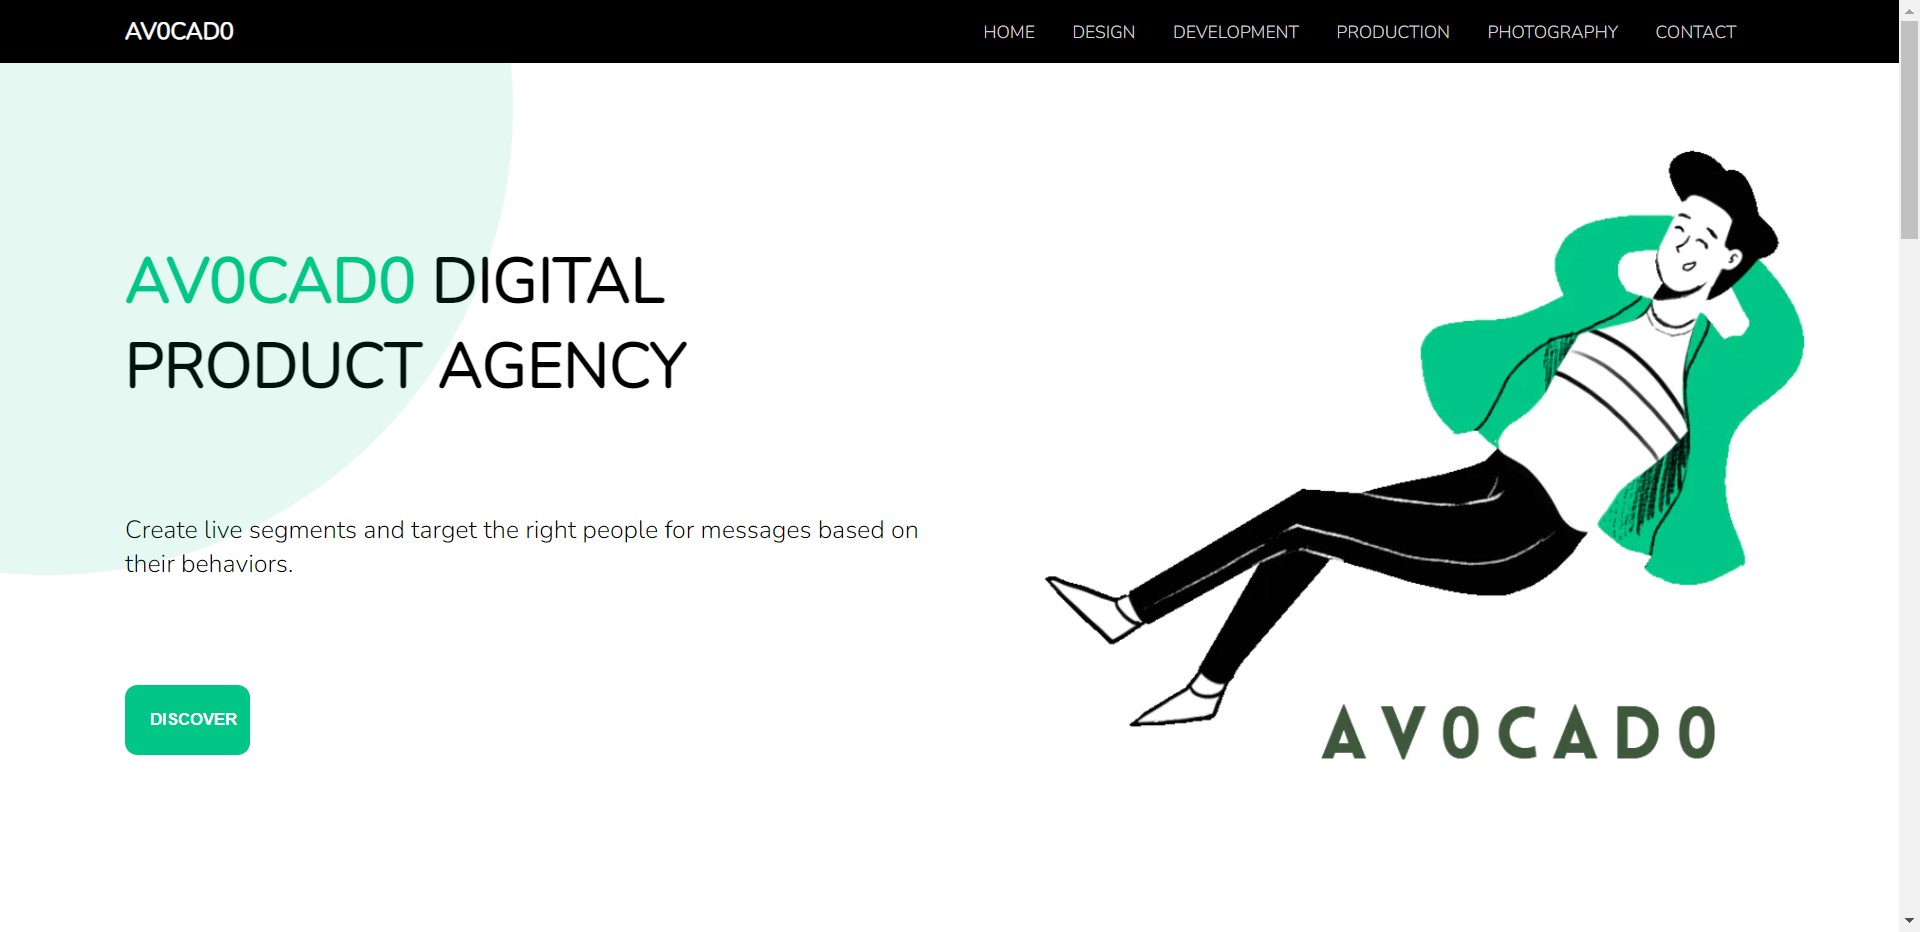 AV0CAD0
HOME DESIGN DEVELOPMENT PRODUCTION PHOTOGRAPHY CONTACT
AV0CAD0 DIGITAL
PRODUCT AGENCY
Create live segments and target the right people for messages based on
their behaviors.
DISCOVER
AV0CAD0